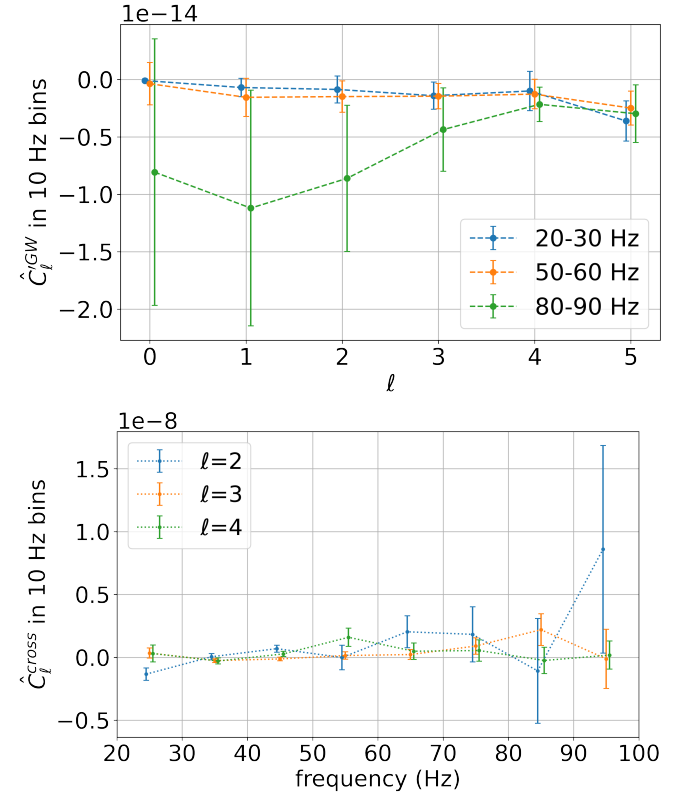 1e−14
0.0
−0.5
−1.0
−1.5
−2.0
Ĉ′ℓ^GW in 10 Hz bins
20-30 Hz
50-60 Hz
80-90 Hz
0 1 2 3 4 5
ℓ
1e−8
1.5
1.0
0.5
0.0
−0.5
Ĉℓ^cross in 10 Hz bins
ℓ=2
ℓ=3
ℓ=4
20 30 40 50 60 70 80 90 100
frequency (Hz)